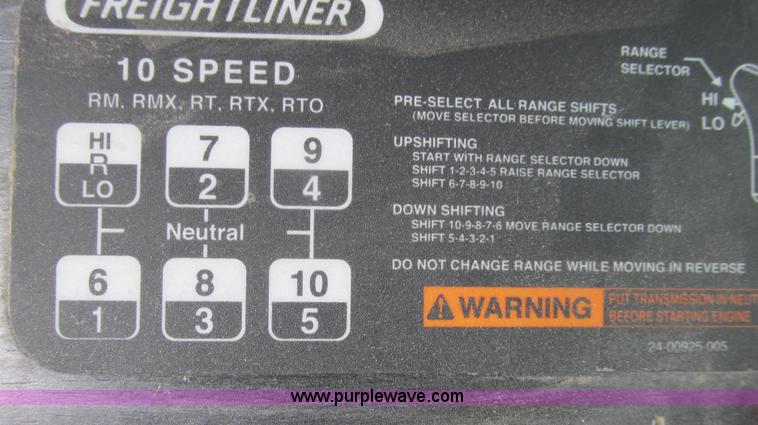 FREIGHTLINER
10 SPEED
RM, RMX, RT, RTX, RTO
HI
R
LO
7
2
9
4
Neutral
6
1
8
3
10
5
RANGE
SELECTOR
HI
LO
PRE-SELECT ALL RANGE SHIFTS
(MOVE SELECTOR BEFORE MOVING SHIFT LEVER)
UPSHIFTING
START WITH RANGE SELECTOR DOWN
SHIFT 1-2-3-4-5 RAISE RANGE SELECTOR
SHIFT 6-7-8-9-10
DOWN SHIFTING
SHIFT 10-9-8-7-6 MOVE RANGE SELECTOR DOWN
SHIFT 5-4-3-2-1
DO NOT CHANGE RANGE WHILE MOVING IN REVERSE
WARNING
PUT TRANSMISSION IN NEUT
BEFORE STARTING ENGINE
24-00925-005
www.purplewave.com